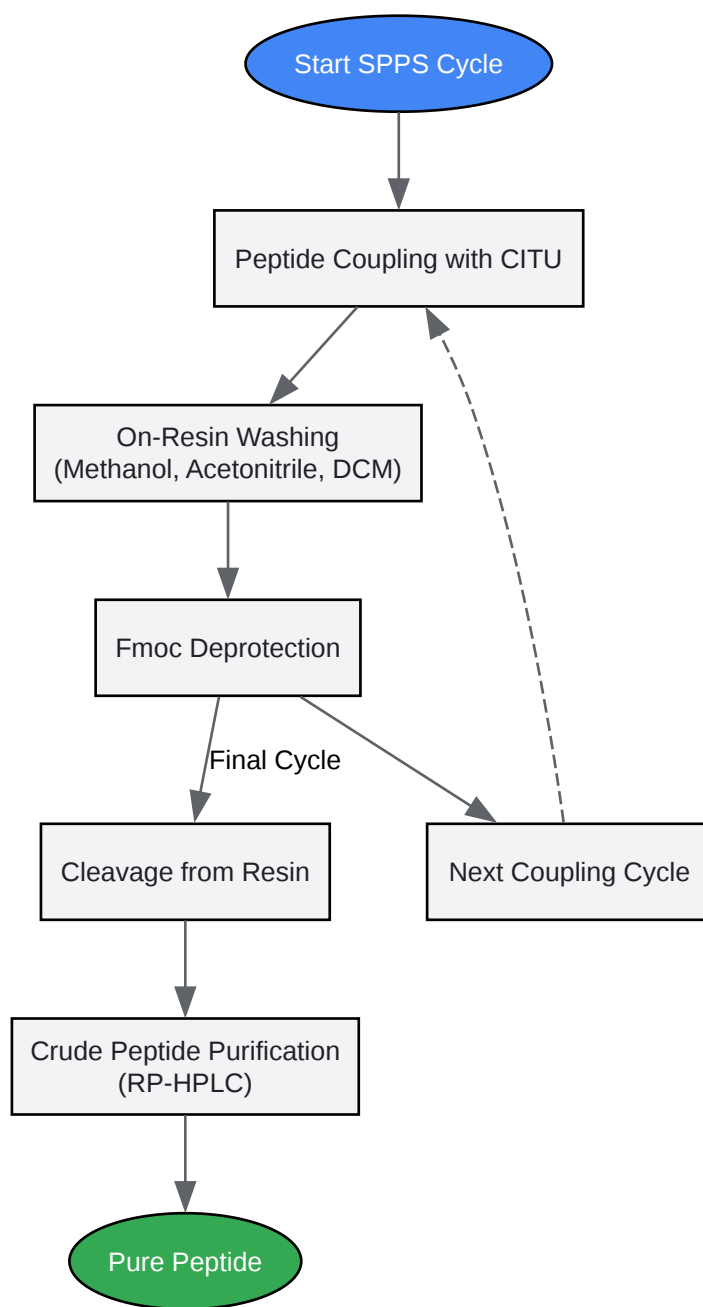 Start SPPS Cycle
Peptide Coupling with CITU
On-Resin Washing
(Methanol, Acetonitrile, DCM)
Fmoc Deprotection
Final Cycle
Cleavage from Resin
Next Coupling Cycle
Crude Peptide Purification
(RP-HPLC)
Pure Peptide